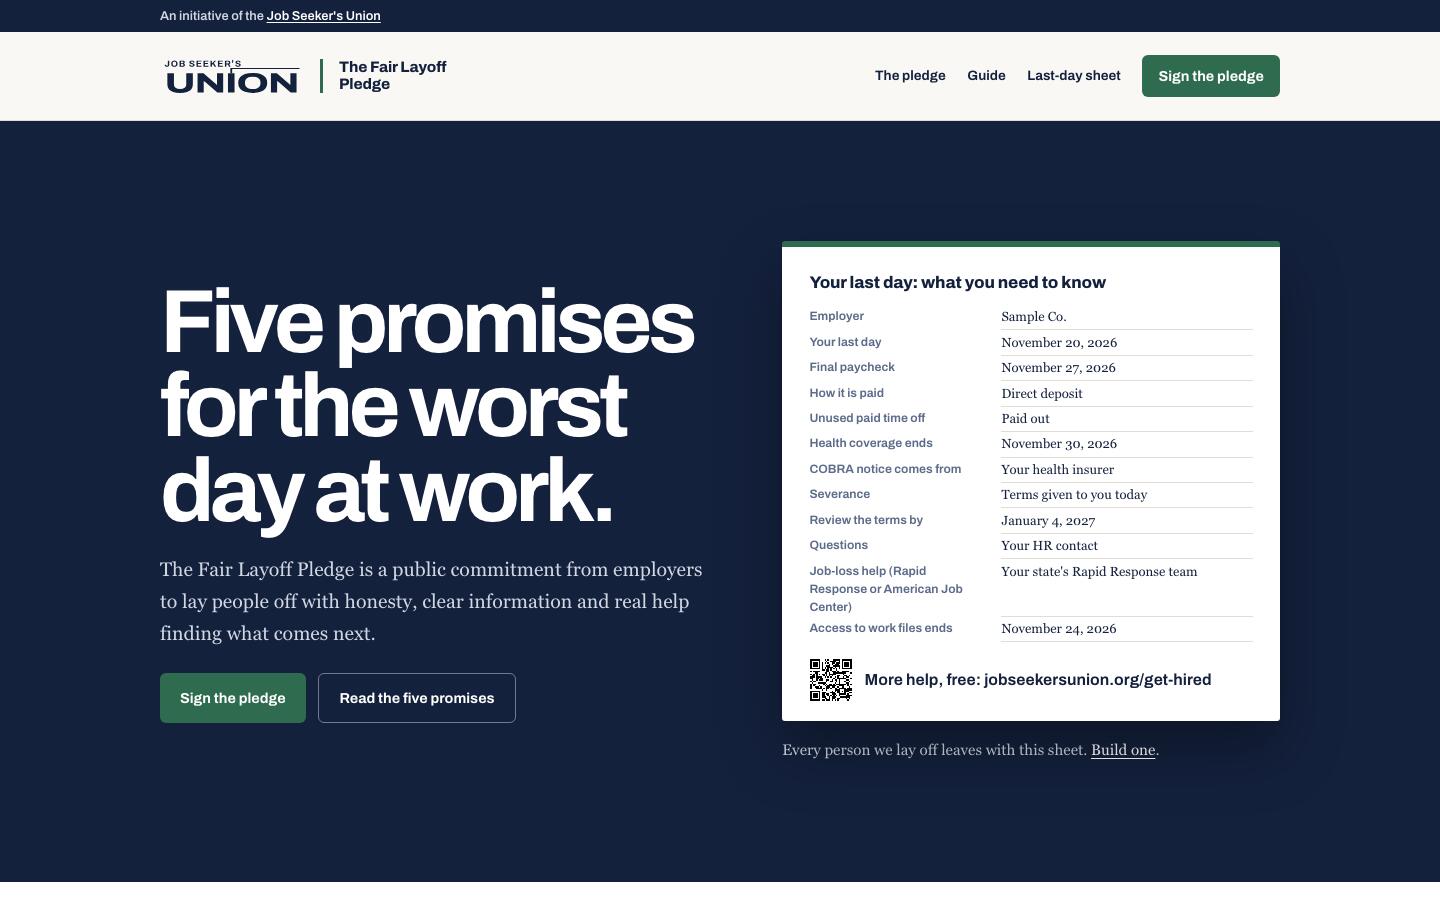 An initiative of the Job Seeker's Union
JOB SEEKER'S
UNION
The Fair Layoff
Pledge
The pledge
Guide
Last-day sheet
Sign the pledge
Five promises
for the worst
day at work.
The Fair Layoff Pledge is a public commitment from employers
to lay people off with honesty, clear information and real help
finding what comes next.
Sign the pledge
Read the five promises
Your last day: what you need to know
Employer Sample Co.
Your last day November 20, 2026
Final paycheck November 27, 2026
How it is paid Direct deposit
Unused paid time off Paid out
Health coverage ends November 30, 2026
COBRA notice comes from Your health insurer
Severance Terms given to you today
Review the terms by January 4, 2027
Questions Your HR contact
Job-loss help (Rapid Your state's Rapid Response team
Response or American Job
Center)
Access to work files ends November 24, 2026
More help, free: jobseekersunion.org/get-hired
Every person we lay off leaves with this sheet. Build one.